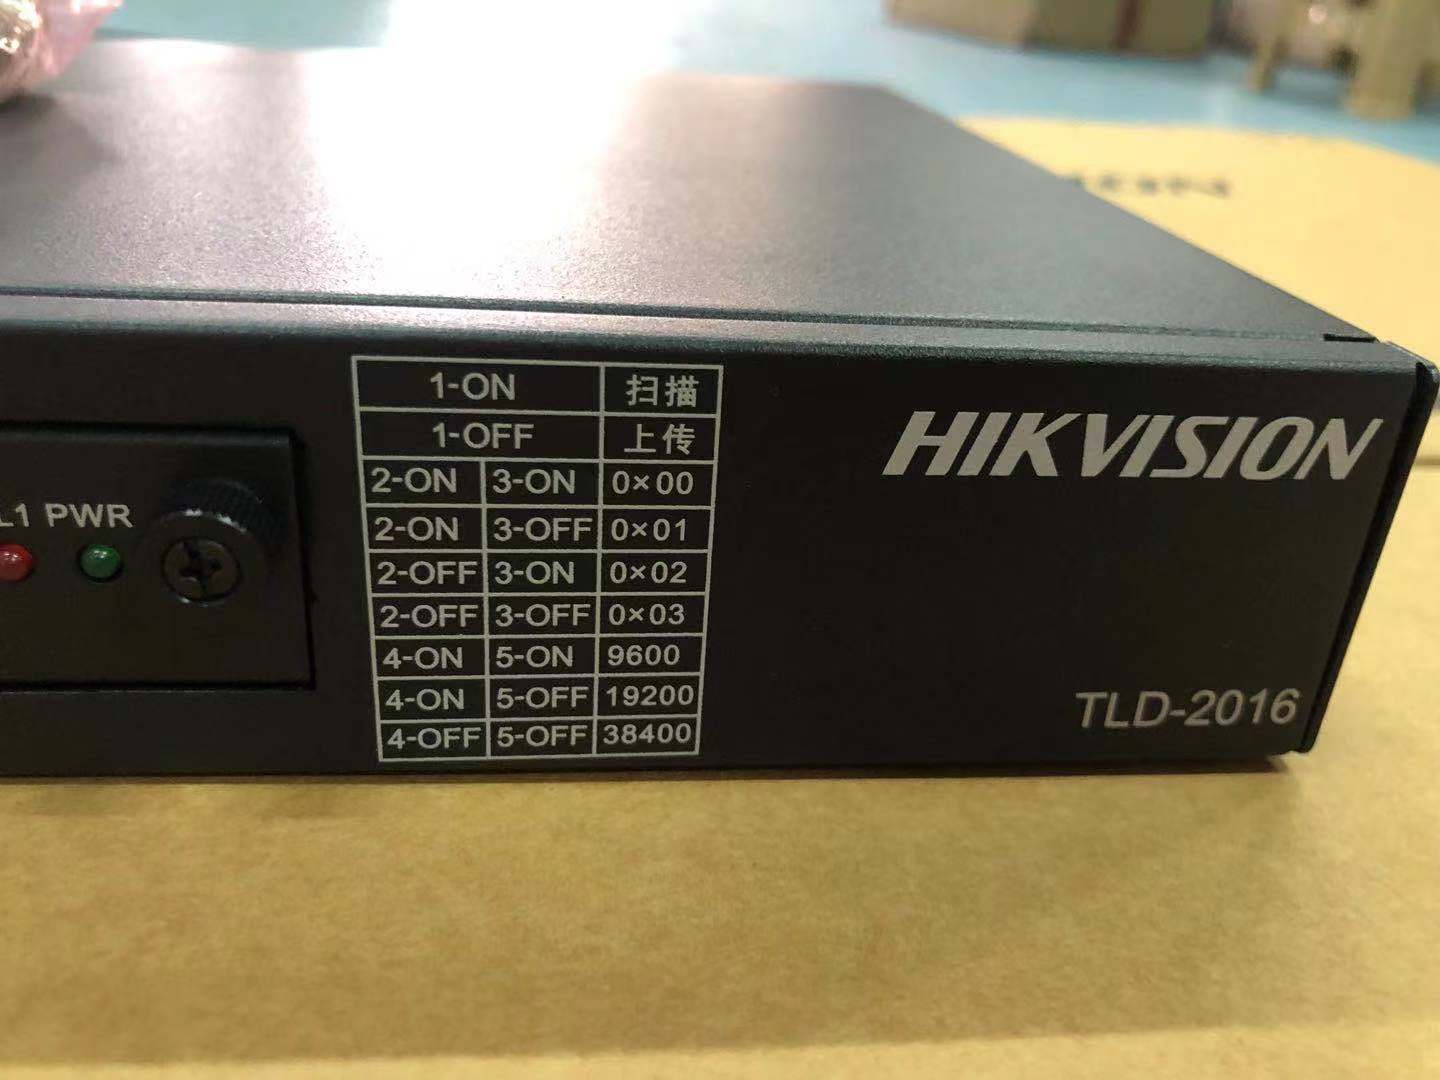 1-ON 扫描
1-OFF 上传
2-ON 3-ON 0×00
2-ON 3-OFF 0×01
2-OFF 3-ON 0×02
2-OFF 3-OFF 0×03
4-ON 5-ON 9600
4-ON 5-OFF 19200
4-OFF 5-OFF 38400
L1 PWR
HIKVISION
TLD-2016